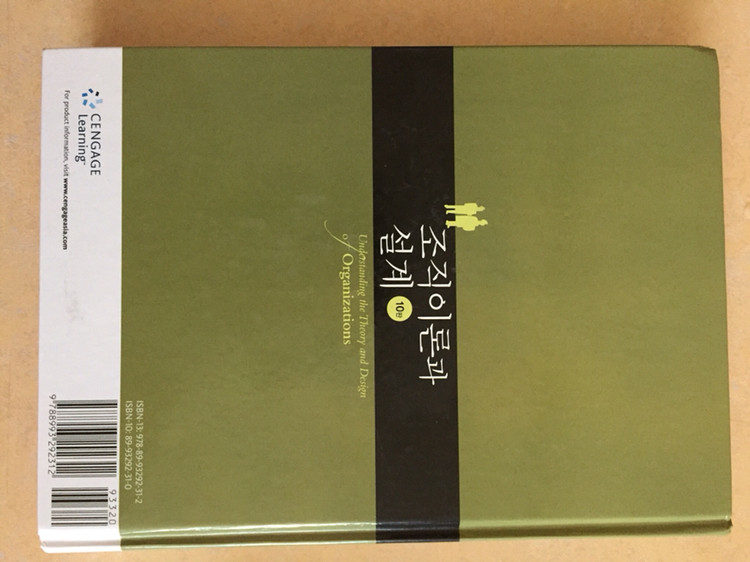 조직이론과
설계 10판
Understanding the Theory and Design
of Organizations
ISBN-13: 978-89-93292-31-2
ISBN-10: 89-93292-31-0
CENGAGE
Learning™
For product information, visit www.cengageasia.com
93320
9788993292312